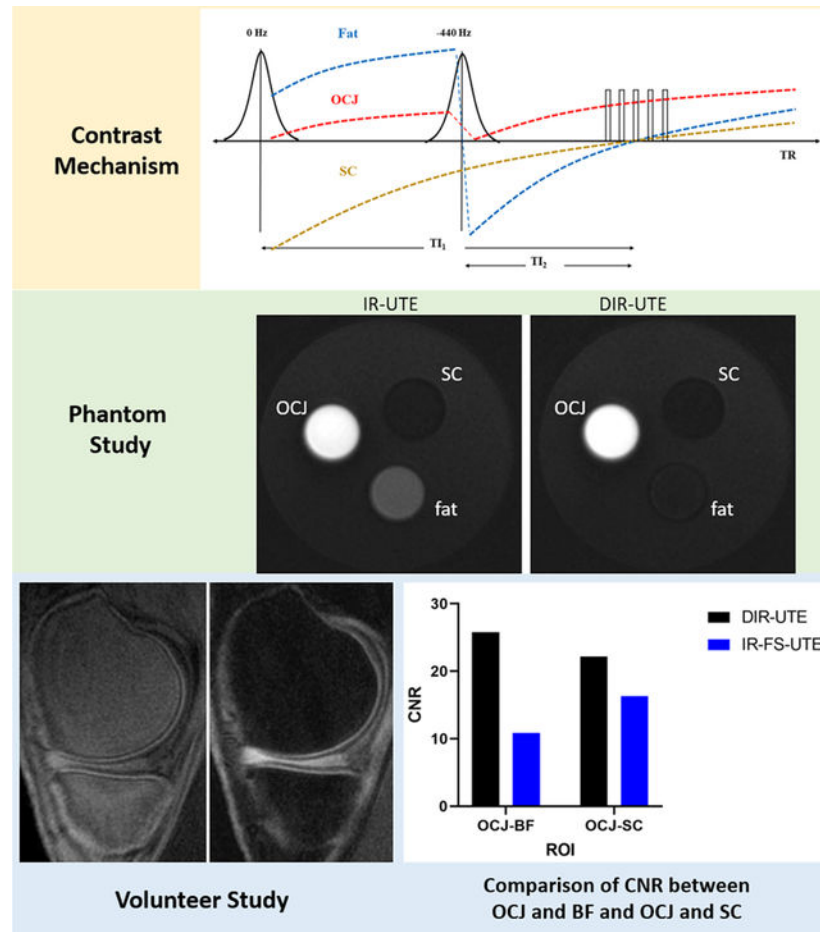 0 Hz
Fat
-440 Hz
OCJ
SC
TR
TI₁
TI₂
Contrast
Mechanism
IR-UTE
DIR-UTE
SC
OCJ
fat
SC
OCJ
fat
Phantom
Study
30
20
10
0
CNR
DIR-UTE
IR-FS-UTE
OCJ-BF
OCJ-SC
ROI
Volunteer Study
Comparison of CNR between
OCJ and BF and OCJ and SC